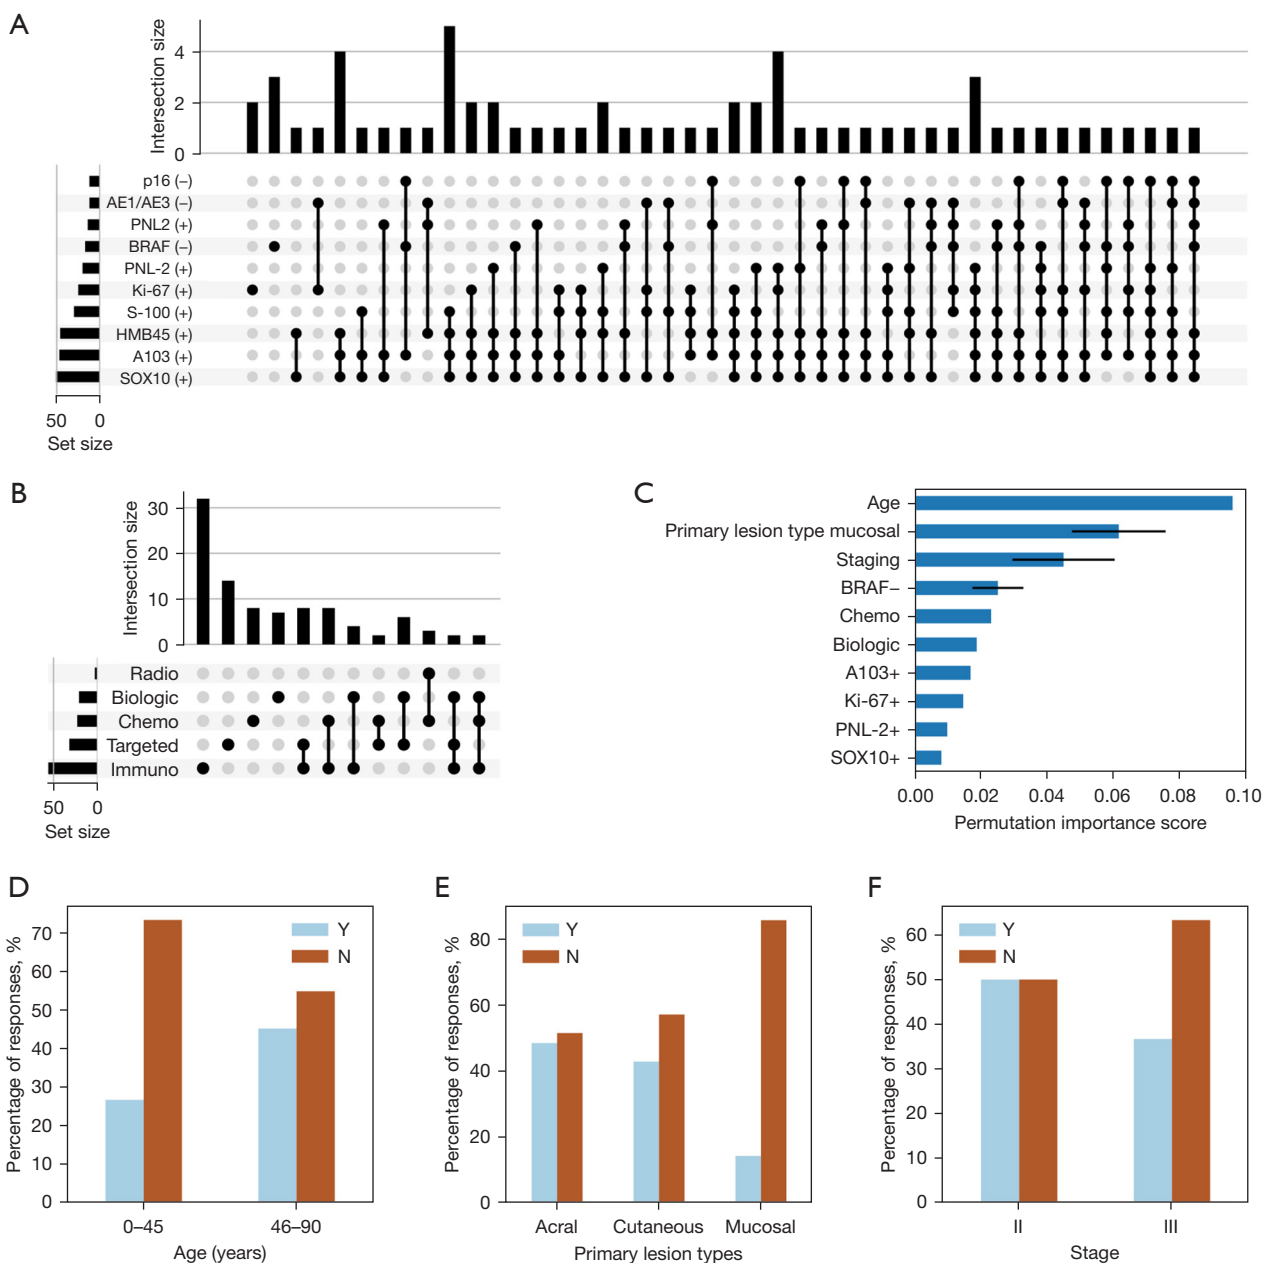 A
Intersection size
4
2
0
p16 (–)
AE1/AE3 (–)
PNL2 (+)
BRAF (–)
PNL-2 (+)
Ki-67 (+)
S-100 (+)
HMB45 (+)
A103 (+)
SOX10 (+)
50 0
Set size
B
Intersection size
30
20
10
0
Radio
Biologic
Chemo
Targeted
Immuno
50 0
Set size
C
Age
Primary lesion type mucosal
Staging
BRAF–
Chemo
Biologic
A103+
Ki-67+
PNL-2+
SOX10+
0.00 0.02 0.04 0.06 0.08 0.10
Permutation importance score
D
Percentage of responses, %
70
60
50
40
30
20
10
0
Y
N
0–45 46–90
Age (years)
E
Percentage of responses, %
80
60
40
20
0
Y
N
Acral Cutaneous Mucosal
Primary lesion types
F
Percentage of responses, %
60
50
40
30
20
10
0
Y
N
II III
Stage